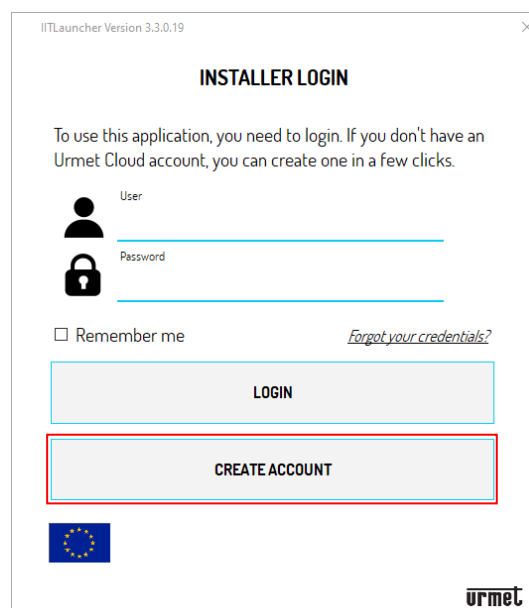 IITLauncher Version 3.3.0.19
INSTALLER LOGIN
To use this application, you need to login. If you don't have an
Urmet Cloud account, you can create one in a few clicks.
User
Password
Remember me
Forgot your credentials?
LOGIN
CREATE ACCOUNT
urmet